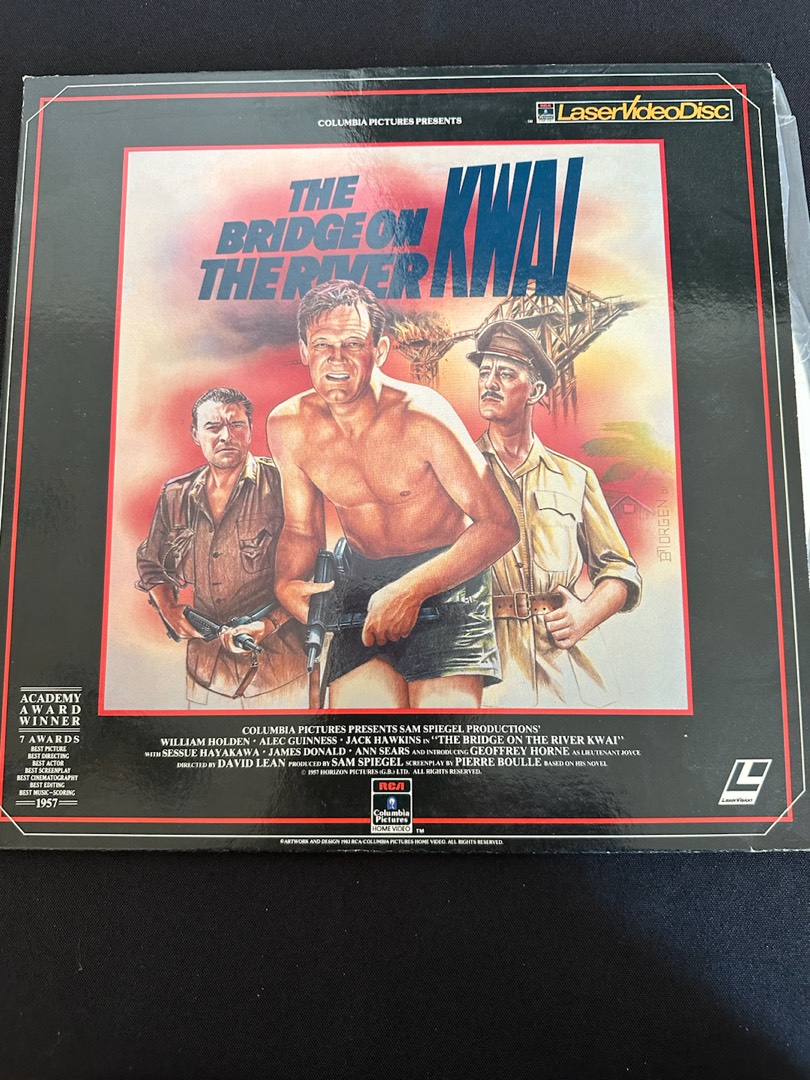 COLUMBIA PICTURES PRESENTS
TM RCA LASERVIDEODISC
THE
BRIDGE ON
THE RIVER KWAI
MORGEN
ACADEMY
AWARD
WINNER
7 AWARDS
BEST PICTURE
BEST DIRECTING
BEST ACTOR
BEST SCREENPLAY
BEST CINEMATOGRAPHY
BEST EDITING
BEST MUSIC-SCORING
1957
COLUMBIA PICTURES PRESENTS SAM SPIEGEL PRODUCTIONS'
WILLIAM HOLDEN · ALEC GUINNESS · JACK HAWKINS IN "THE BRIDGE ON THE RIVER KWAI"
WITH SESSUE HAYAKAWA · JAMES DONALD · ANN SEARS AND INTRODUCING GEOFFREY HORNE AS LIEUTENANT JOYCE
DIRECTED BY DAVID LEAN PRODUCED BY SAM SPIEGEL SCREENPLAY BY PIERRE BOULLE BASED ON HIS NOVEL
© 1957 HORIZON PICTURES (G.B.) LTD. ALL RIGHTS RESERVED.
RCA
Columbia
Pictures
HOME VIDEO TM
L
LASERVISION
©ARTWORK AND DESIGN 1983 RCA/COLUMBIA PICTURES HOME VIDEO. ALL RIGHTS RESERVED.